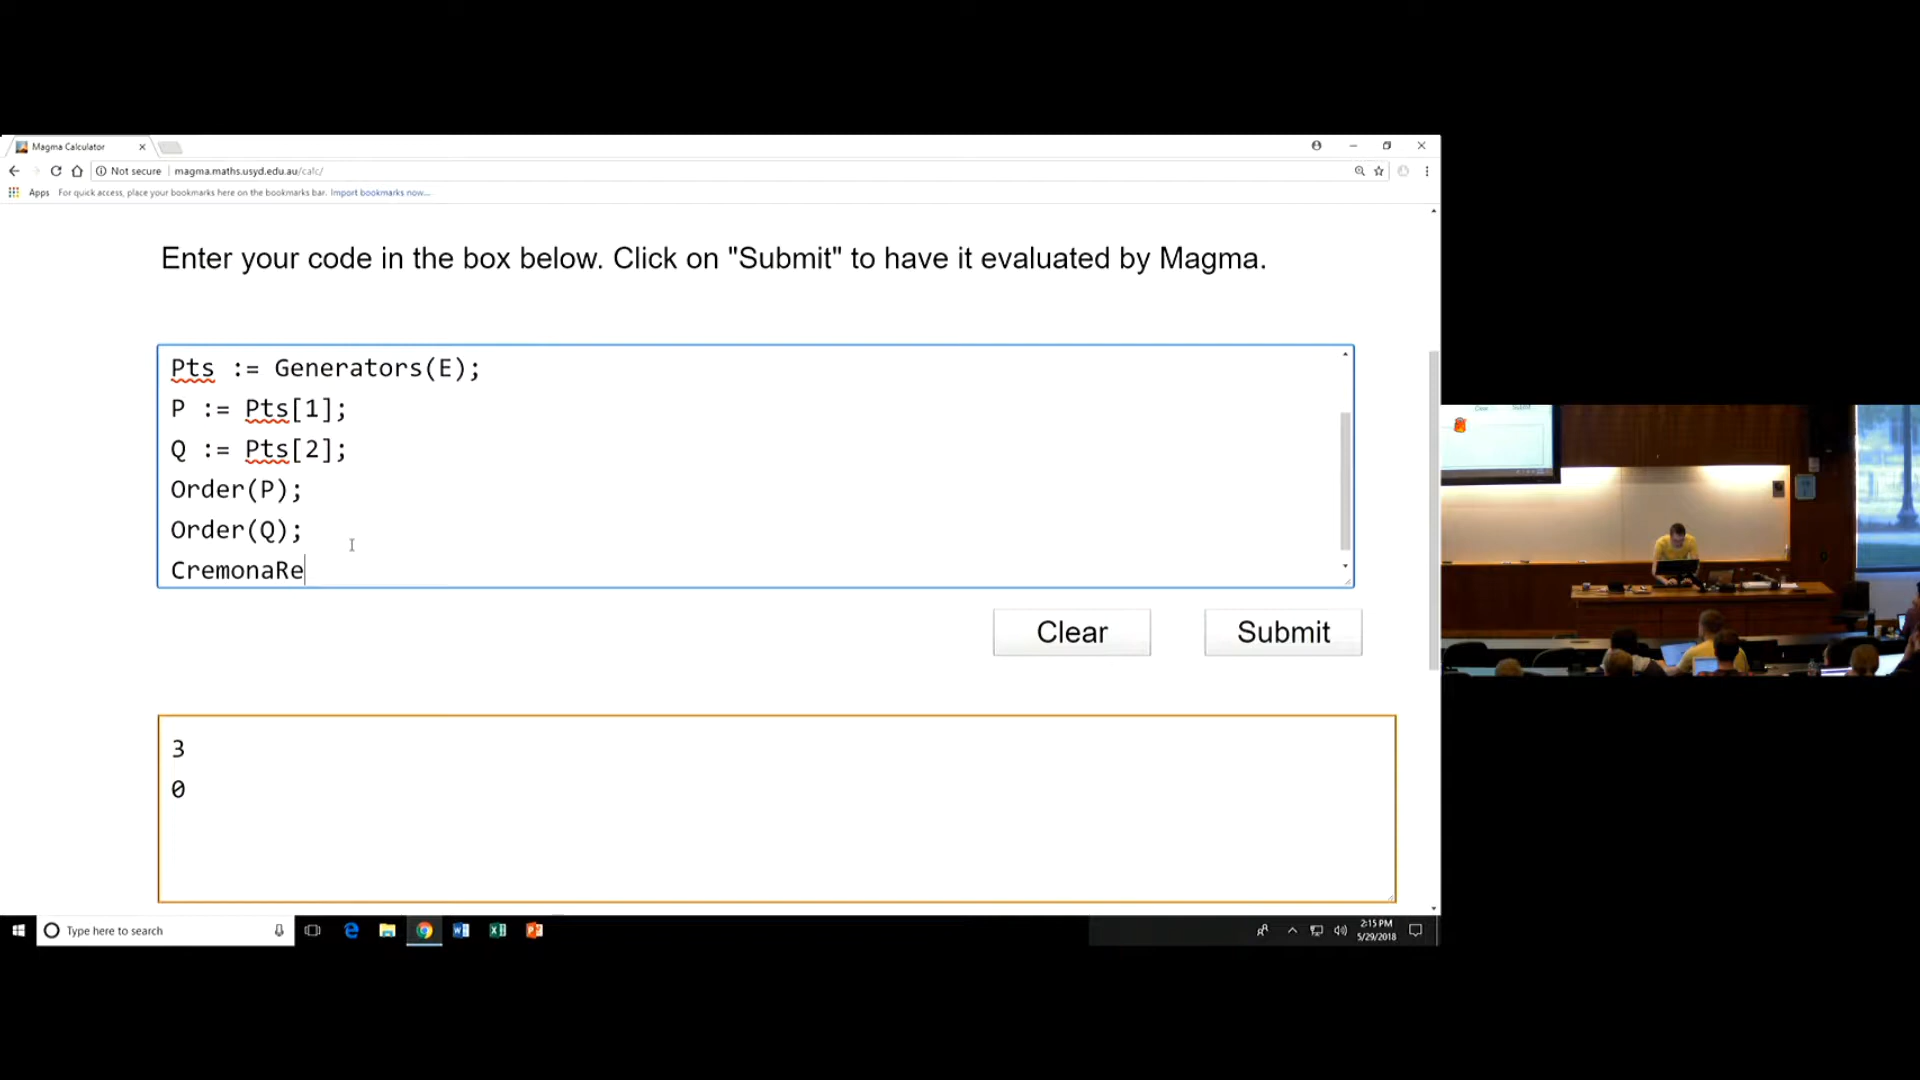 Magma Calculator
Not secure magma.maths.usyd.edu.au/calc/
Apps For quick access, place your bookmarks here on the bookmarks bar. Import bookmarks now...
Enter your code in the box below. Click on "Submit" to have it evaluated by Magma.
Pts := Generators(E);
P := Pts[1];
Q := Pts[2];
Order(P);
Order(Q);
CremonaRe
Clear Submit
3
0
Type here to search
2:15 PM
5/29/2018